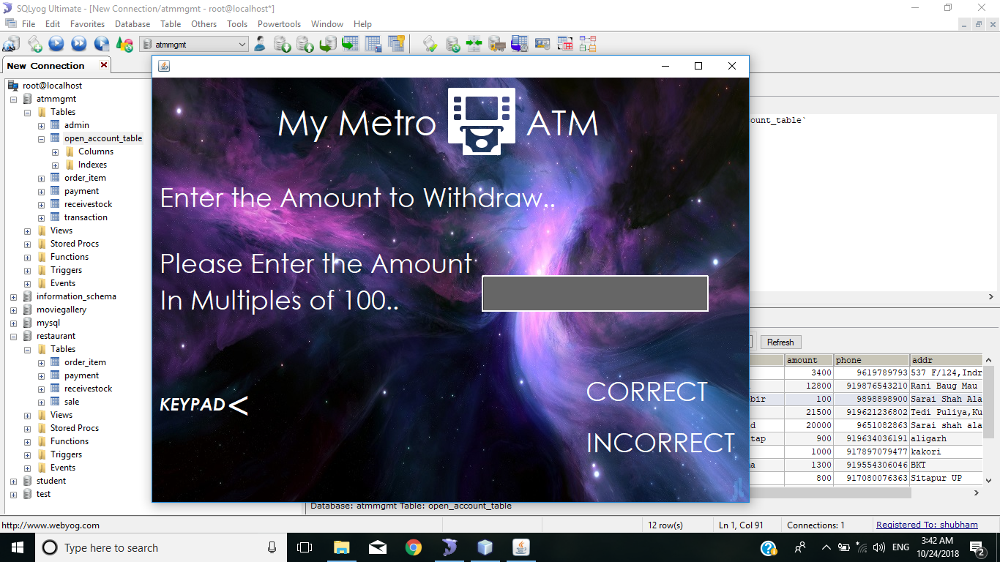 SQLyog Ultimate - [New Connection/atmmgmt - root@localhost*]
File Edit Favorites Database Table Others Tools Powertools Window Help
atmmgmt
New Connection
root@localhost
atmmgmt
Tables
admin
open_account_table
Columns
Indexes
order_item
payment
receivestock
transaction
Views
Stored Procs
Functions
Triggers
Events
information_schema
moviegallery
mysql
restaurant
Tables
order_item
payment
receivestock
sale
Views
Stored Procs
Functions
Triggers
Events
student
test
My Metro ATM
Enter the Amount to Withdraw..
Please Enter the Amount
In Multiples of 100..
KEYPAD <
CORRECT
INCORRECT
ount_table`
Refresh
amount phone addr
3400 9619789793 537 F/124,Indr
12800 919876543210 Rani Baug Mau
bir 100 9898898900 Sarai Shah Ala
21500 919621236802 Tedi Puliya,Ku
d 20000 9651082863 Sarai shah ala
tap 900 919634036191 aligarh
1000 917897079477 kakori
a 1300 919554306046 BKT
800 917080076363 Sitapur UP
Database: atmmgmt Table: open_account_table
http://www.webyog.com 12 row(s) Ln 1, Col 91 Connections: 1 Registered To: shubham
Type here to search
ENG
3:42 AM
10/24/2018
2